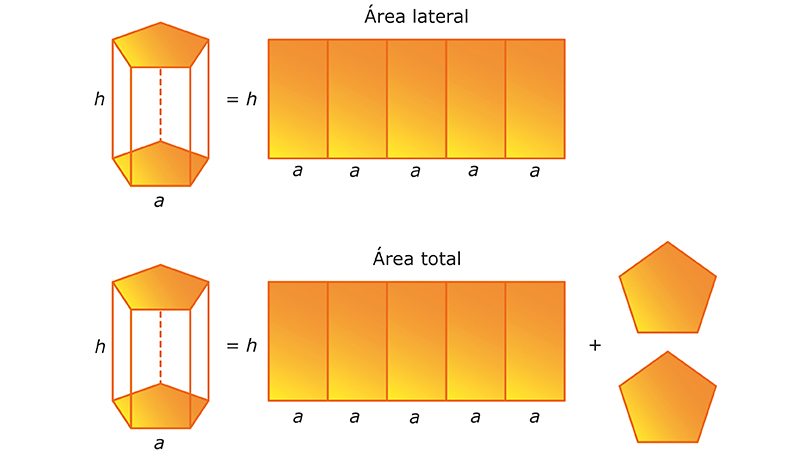 Área lateral
h
= h
a a a a a
a
Área total
h
= h
+
a a a a a
a